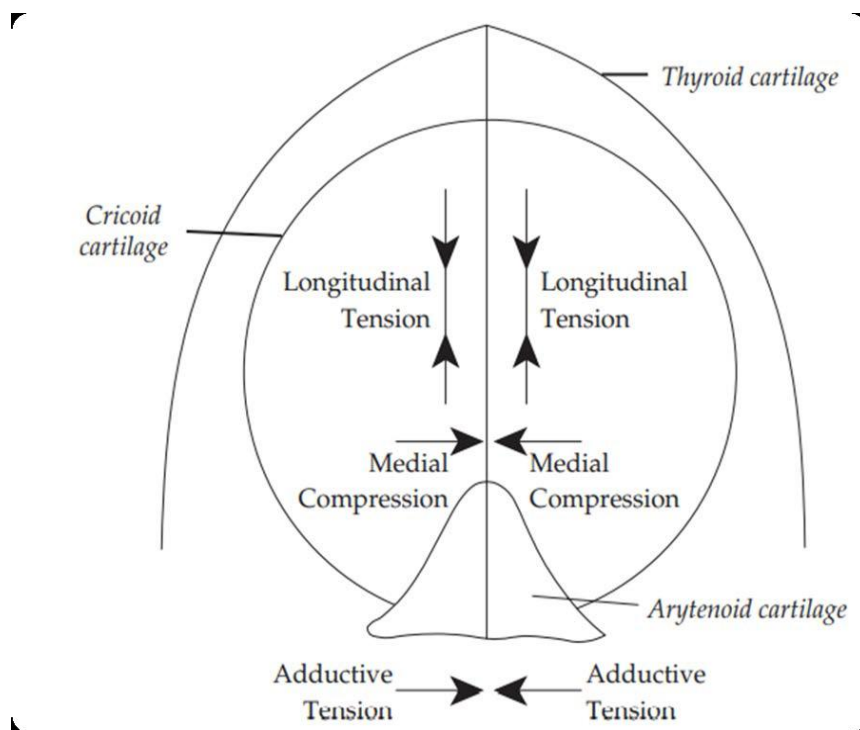 Thyroid cartilage
Cricoid
cartilage
Longitudinal
Tension
Longitudinal
Tension
Medial
Compression
Medial
Compression
Arytenoid cartilage
Adductive
Tension
Adductive
Tension